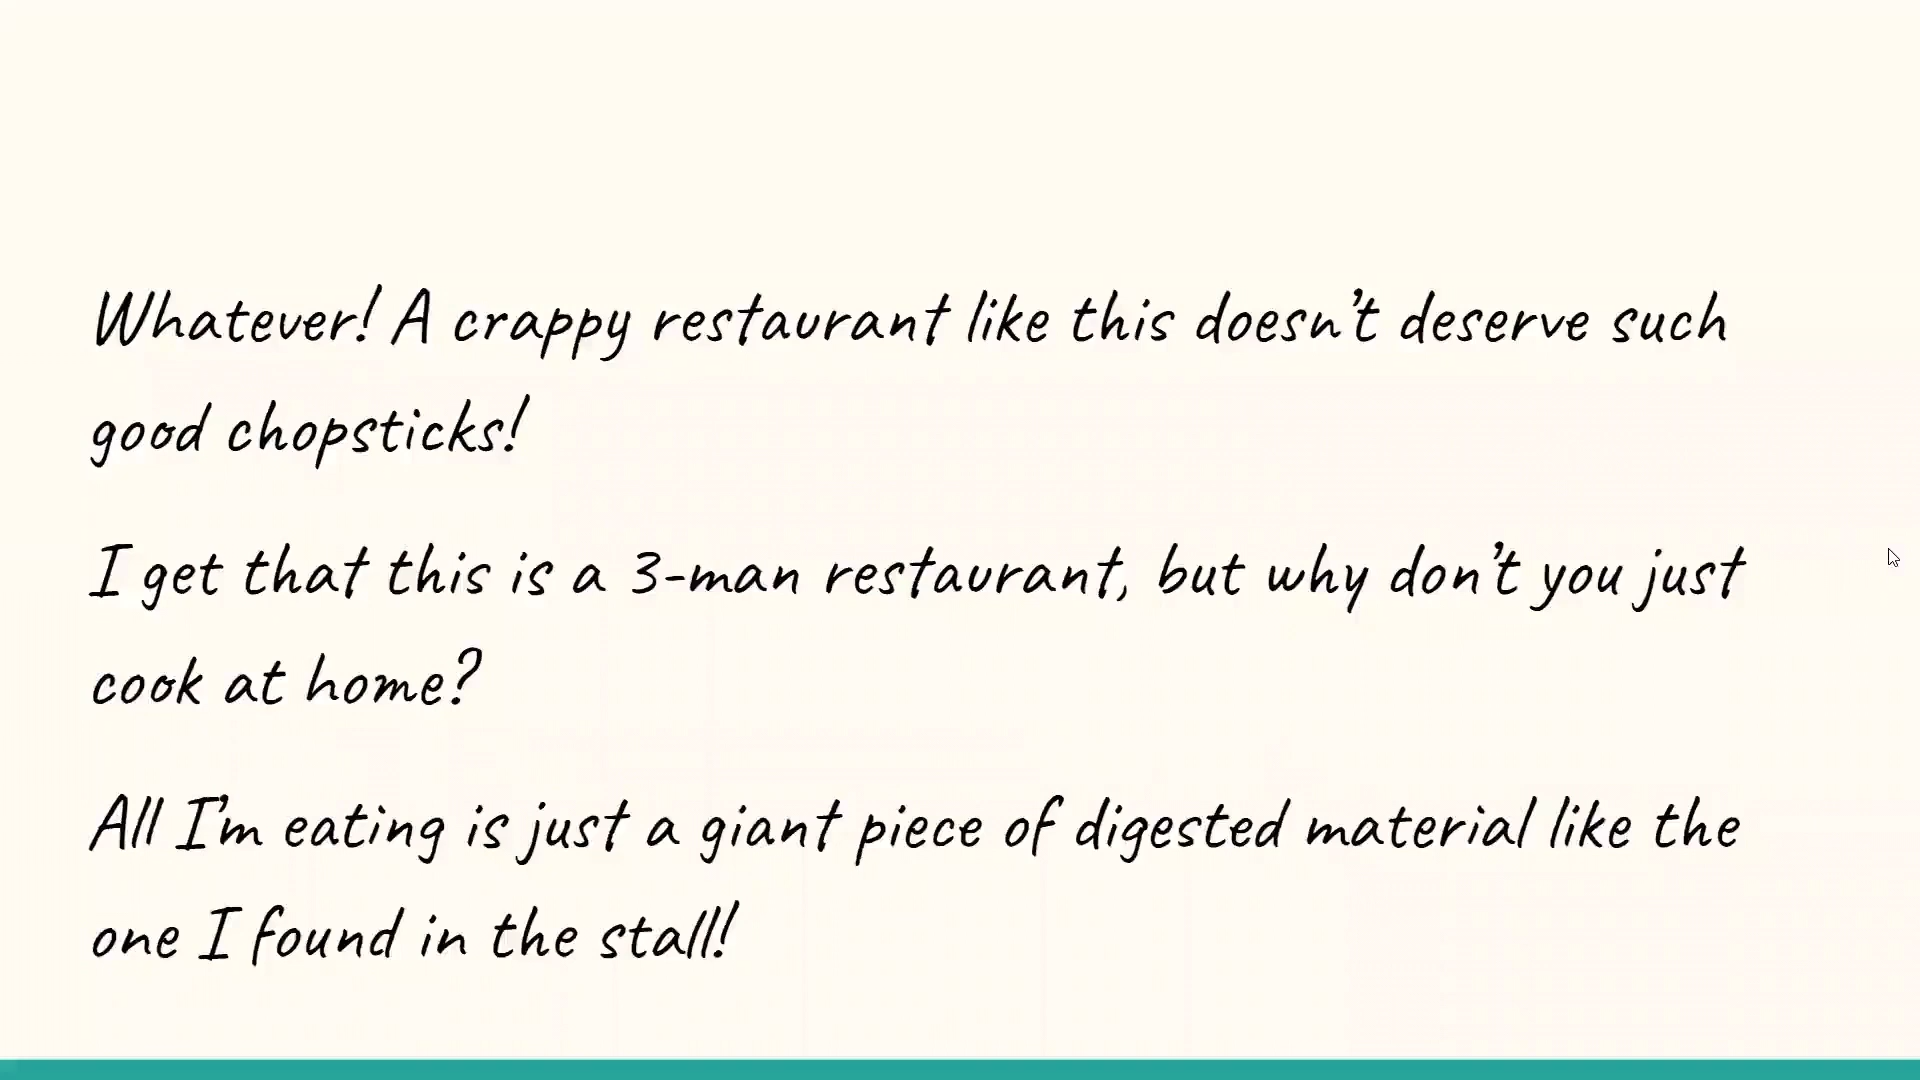 Whatever! A crappy restaurant like this doesn't deserve such
good chopsticks!
I get that this is a 3-man restaurant, but why don't you just
cook at home?
All I'm eating is just a giant piece of digested material like the
one I found in the stall!